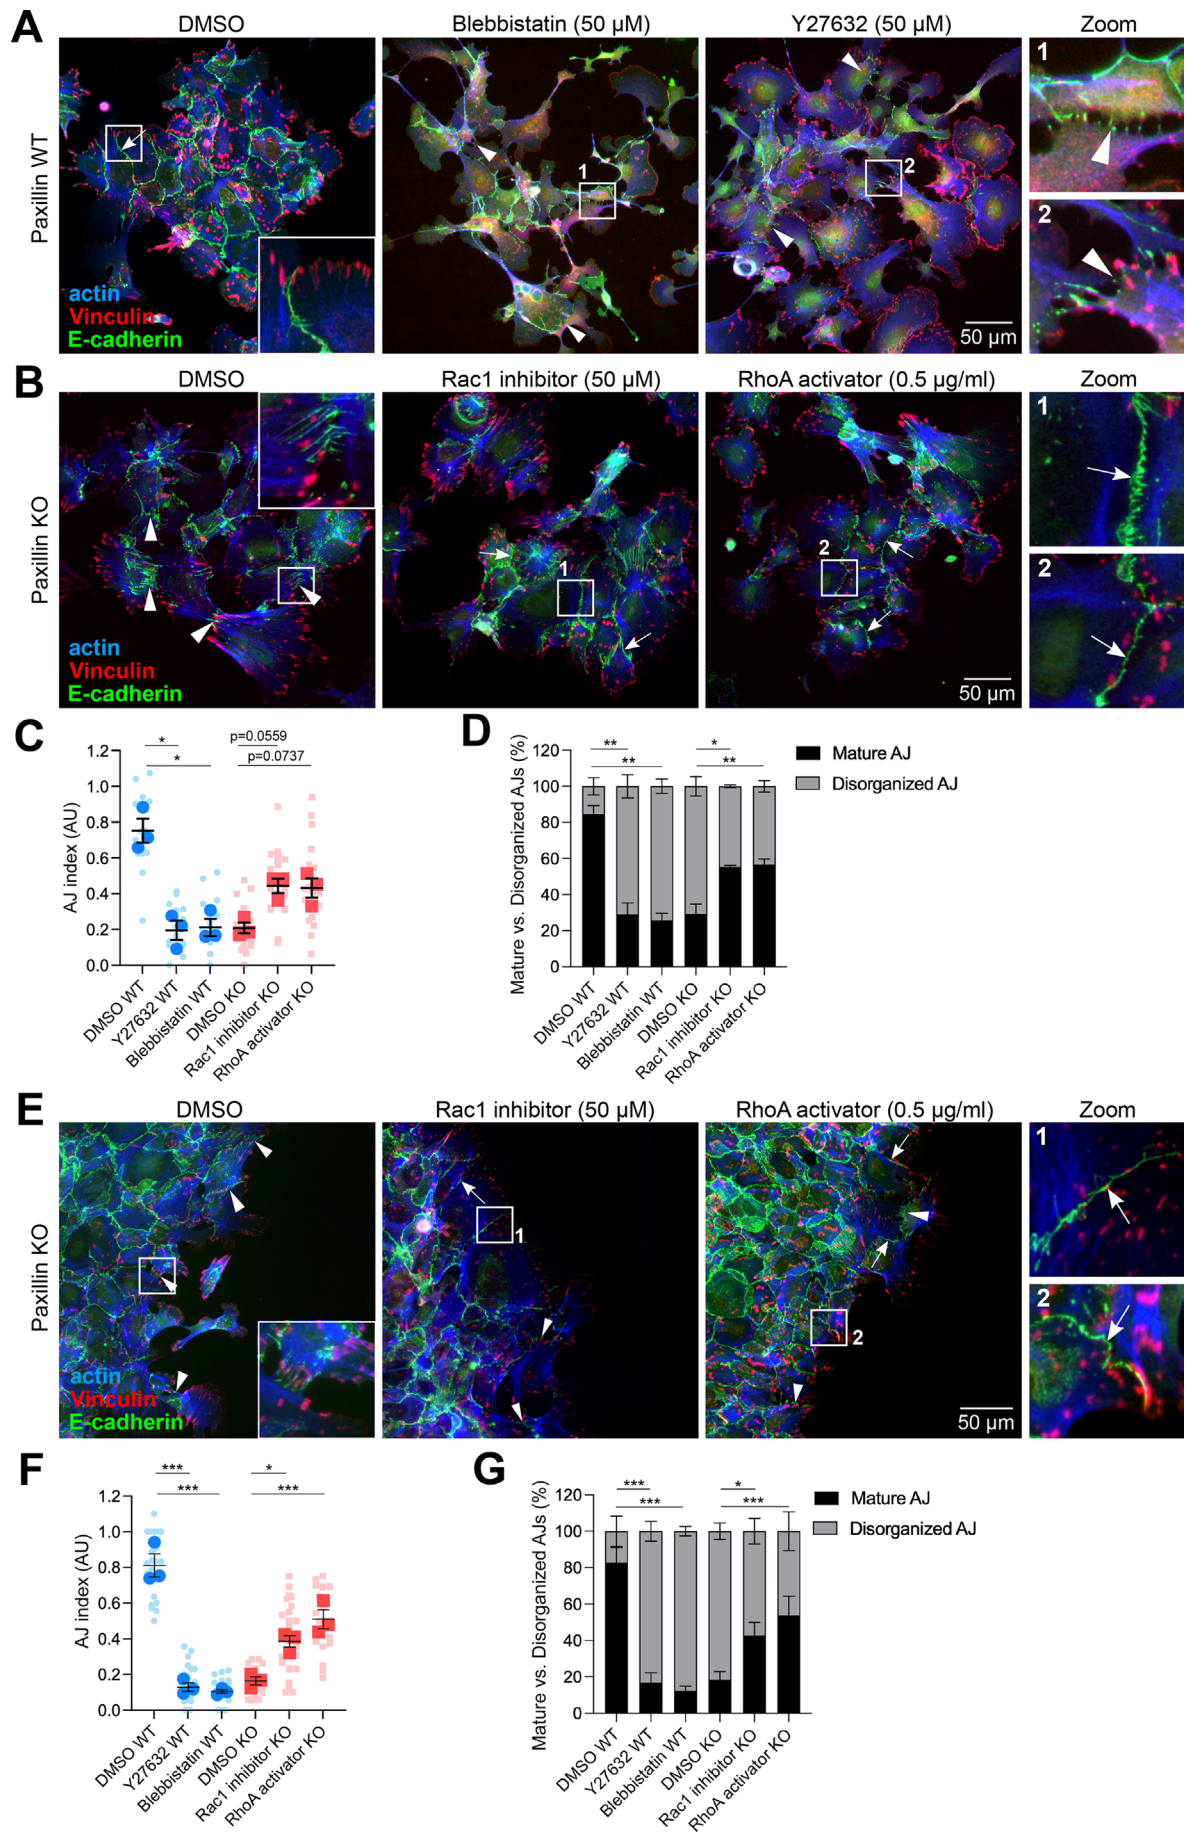 A
DMSO
Blebbistatin (50 µM)
Y27632 (50 µM)
Zoom
Paxillin WT
actin
Vinculin
E-cadherin
1
2
50 µm
1
2
B
DMSO
Rac1 inhibitor (50 µM)
RhoA activator (0.5 µg/ml)
Zoom
Paxillin KO
actin
Vinculin
E-cadherin
1
2
50 µm
1
2
C
AJ index (AU)
1.2
1.0
0.8
0.6
0.4
0.2
0.0
*
*
p=0.0559
p=0.0737
DMSO WT
Y27632 WT
Blebbistatin WT
DMSO KO
Rac1 inhibitor KO
RhoA activator KO
D
Mature vs. Disorganized AJs (%)
120
100
80
60
40
20
0
**
**
*
**
Mature AJ
Disorganized AJ
DMSO WT
Y27632 WT
Blebbistatin WT
DMSO KO
Rac1 inhibitor KO
RhoA activator KO
E
DMSO
Rac1 inhibitor (50 µM)
RhoA activator (0.5 µg/ml)
Zoom
Paxillin KO
actin
Vinculin
E-cadherin
1
2
50 µm
1
2
F
AJ index (AU)
1.2
1.0
0.8
0.6
0.4
0.2
0.0
***
***
*
***
DMSO WT
Y27632 WT
Blebbistatin WT
DMSO KO
Rac1 inhibitor KO
RhoA activator KO
G
Mature vs. Disorganized AJs (%)
120
100
80
60
40
20
0
***
***
*
***
Mature AJ
Disorganized AJ
DMSO WT
Y27632 WT
Blebbistatin WT
DMSO KO
Rac1 inhibitor KO
RhoA activator KO